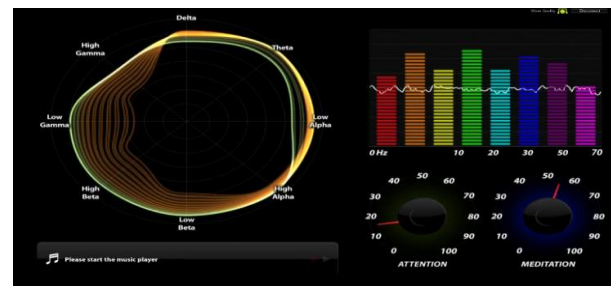 Disconnect
Delta
High
Gamma
Theta
Low
Gamma
Low
Alpha
High
Beta
High
Alpha
Low
Beta
0Hz 10 20 30 50 70
Please start the music player
40 50 60
30 70
20 80
10 90
0 100
ATTENTION
40 50 60
30 70
20 80
10 90
0 100
MEDITATION